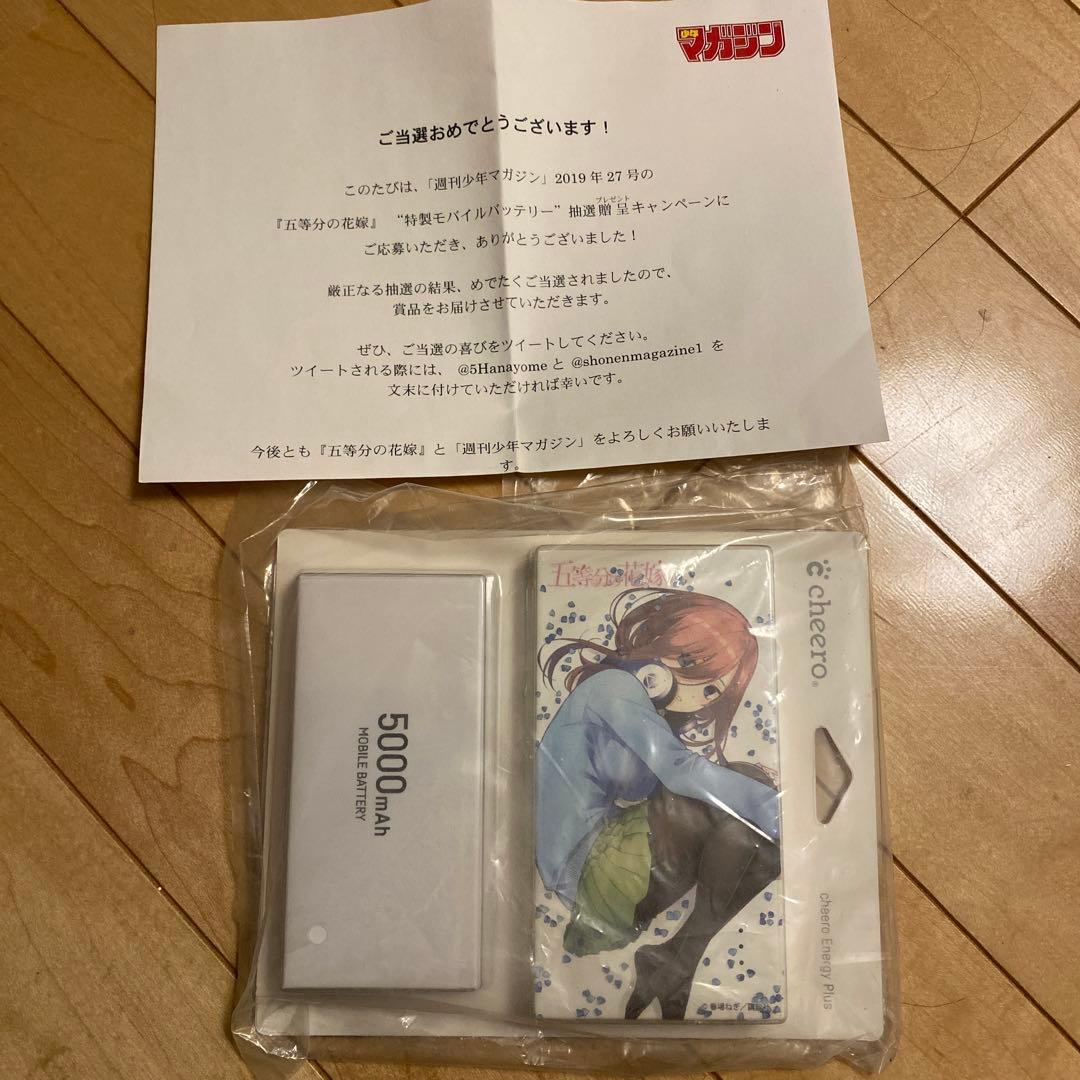 少年マガジン
ご当選おめでとうございます！
このたびは、「週刊少年マガジン」2019年27号の
『五等分の花嫁』 “特製モバイルバッテリー” 抽選贈呈キャンペーンに
プレゼント
ご応募いただき、ありがとうございました！
厳正なる抽選の結果、めでたくご当選されましたので、
賞品をお届けさせていただきます。
ぜひ、ご当選の喜びをツイートしてください。
ツイートされる際には、 @5Hanayome と @shonenmagazine1 を
文末に付けていただければ幸いです。
今後とも『五等分の花嫁』と「週刊少年マガジン」をよろしくお願いいたしま
す。
5000mAh
MOBILE BATTERY
五等分の花嫁
©春場ねぎ／講談社
cheero®
cheero Energy Plus